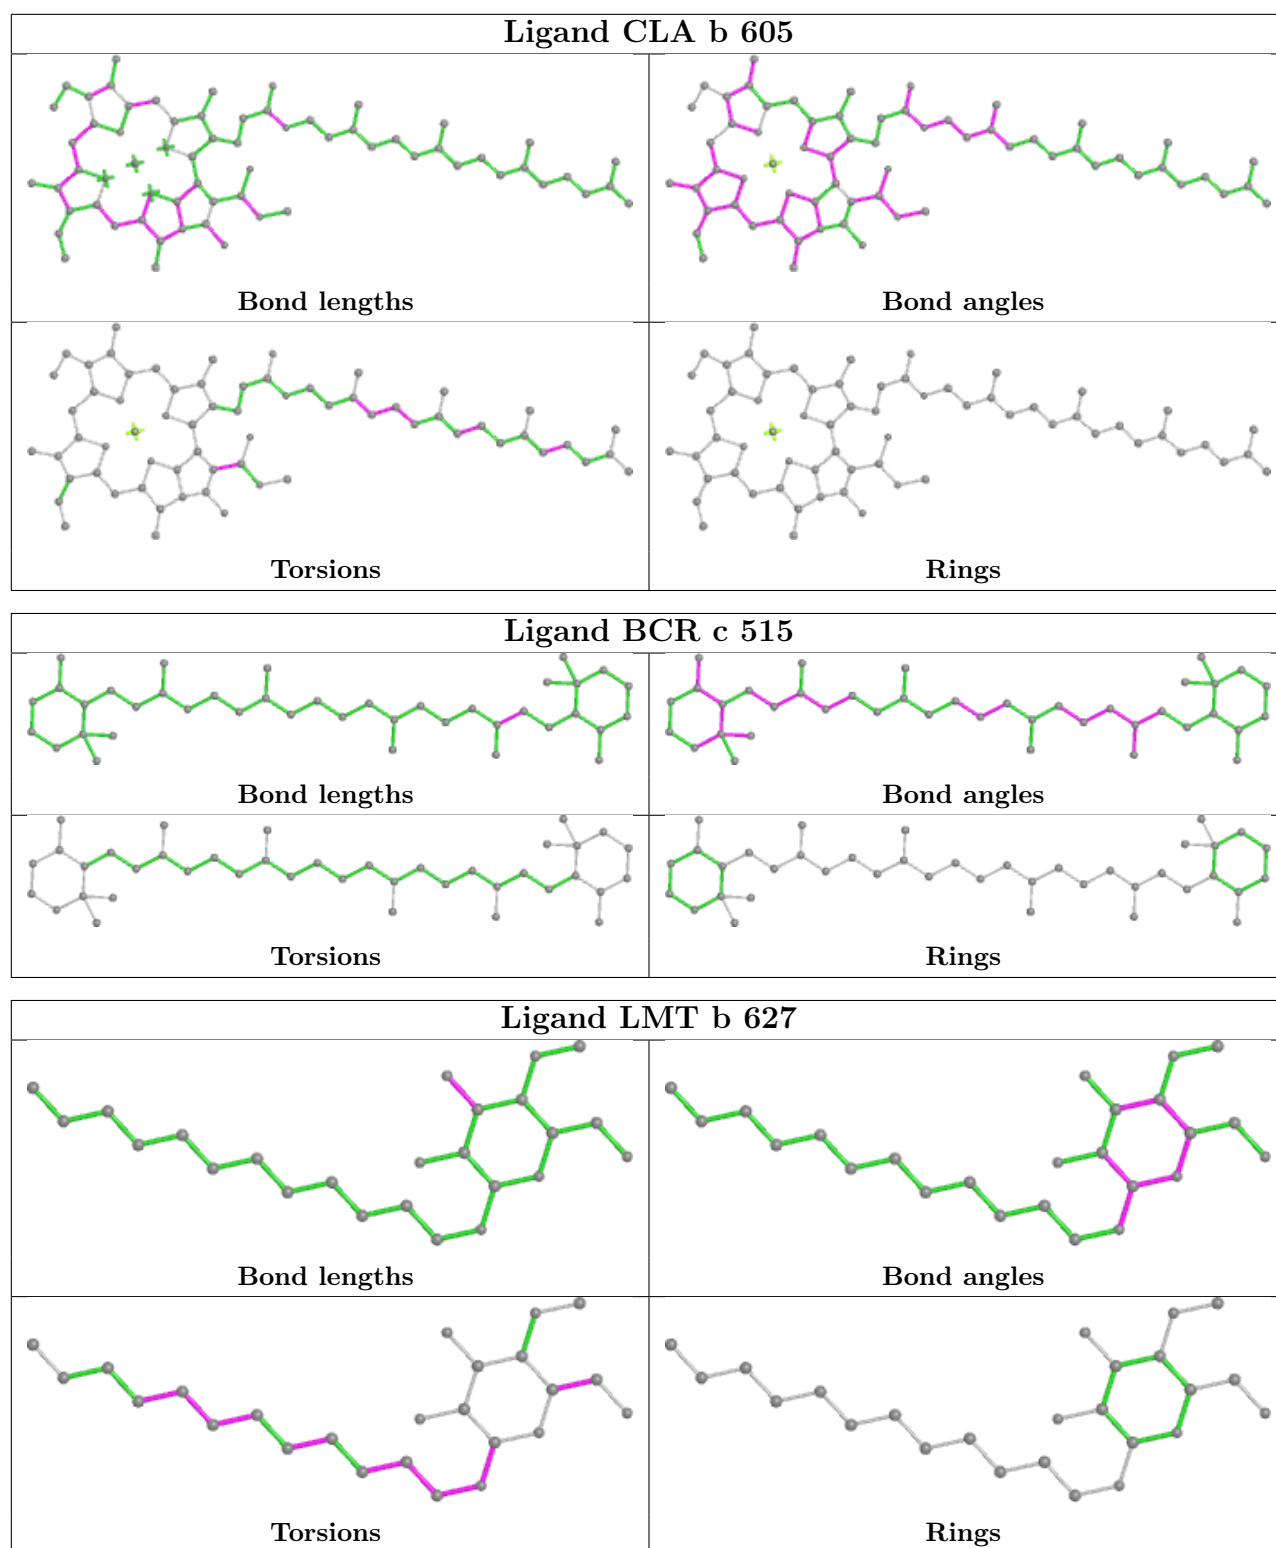 Ligand CLA b 605
Bond lengths
Bond angles
Torsions
Rings
Ligand BCR c 515
Bond lengths
Bond angles
Torsions
Rings
Ligand LMT b 627
Bond lengths
Bond angles
Torsions
Rings